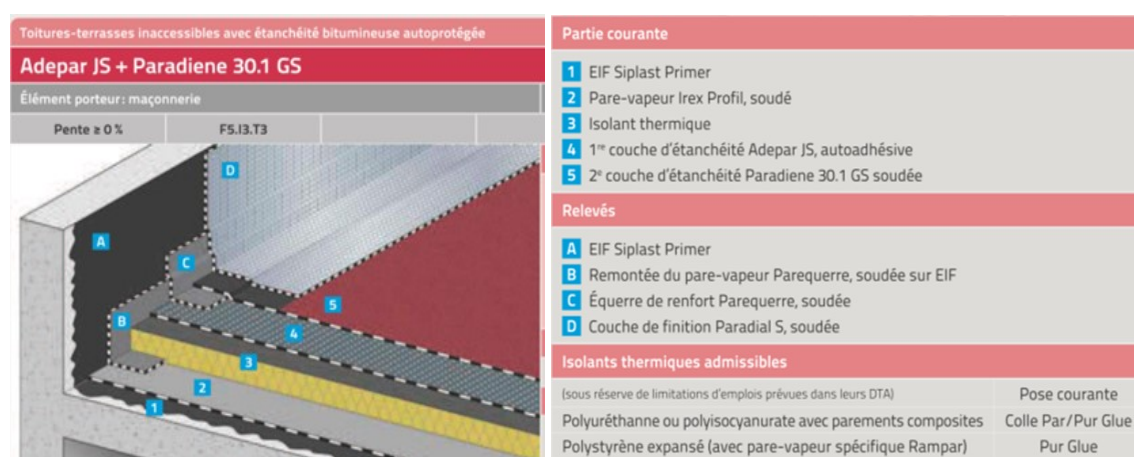 Toitures-terrasses inaccessibles avec étanchéité bitumineuse autoprotégée
Adepar JS + Paradiene 30.1 GS
Élément porteur : maçonnerie
Pente ≥ 0 %
F5.I3.T3
D
A
C
B
5
4
3
2
1
Partie courante
1 EIF Siplast Primer
2 Pare-vapeur Irex Profil, soudé
3 Isolant thermique
4 1re couche d’étanchéité Adepar JS, autoadhésive
5 2e couche d’étanchéité Paradiene 30.1 GS soudée
Relevés
A EIF Siplast Primer
B Remontée du pare-vapeur Parequerre, soudée sur EIF
C Équerre de renfort Parequerre, soudée
D Couche de finition Paradial S, soudée
Isolants thermiques admissibles
(sous réserve de limitations d’emplois prévues dans leurs DTA) Pose courante
Polyuréthanne ou polyisocyanurate avec parements composites Colle Par/Pur Glue
Polystyrène expansé (avec pare-vapeur spécifique Rampar) Pur Glue